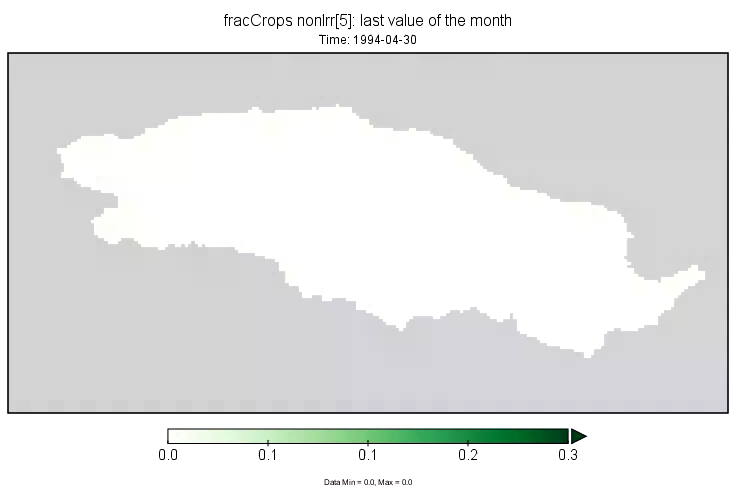 fracCrops nonIrr[5]: last value of the month
Time: 1994-04-30
0.0 0.1 0.1 0.2 0.3
Data Min = 0.0, Max = 0.0